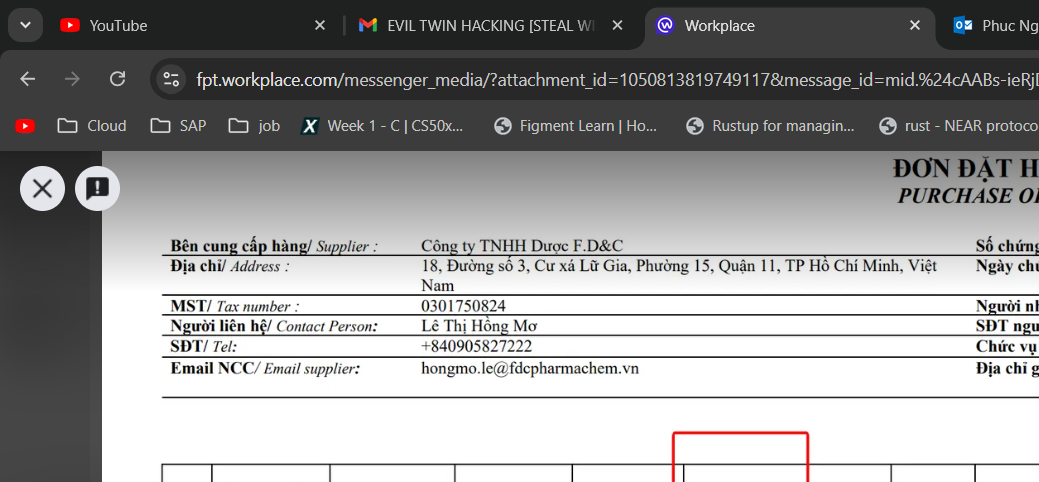 YouTube
EVIL TWIN HACKING [STEAL WI
Workplace
Phuc Ng
fpt.workplace.com/messenger_media/?attachment_id=1050813819749117&message_id=mid.%24cAABs-ieRjD
Cloud
SAP
job
Week 1 - C | CS50x...
Figment Learn | Ho...
Rustup for managin...
rust - NEAR protoco
ĐƠN ĐẶT H
PURCHASE O
Bên cung cấp hàng/ Supplier : Công ty TNHH Dược F.D&C Số chứng
Địa chỉ/ Address : 18, Đường số 3, Cư xá Lữ Gia, Phường 15, Quận 11, TP Hồ Chí Minh, Việt Ngày chứ
Nam
MST/ Tax number : 0301750824 Người nh
Người liên hệ/ Contact Person: Lê Thị Hồng Mơ SĐT ngư
SĐT/ Tel: +840905827222 Chức vụ
Email NCC/ Email supplier: hongmo.le@fdcpharmachem.vn Địa chỉ g